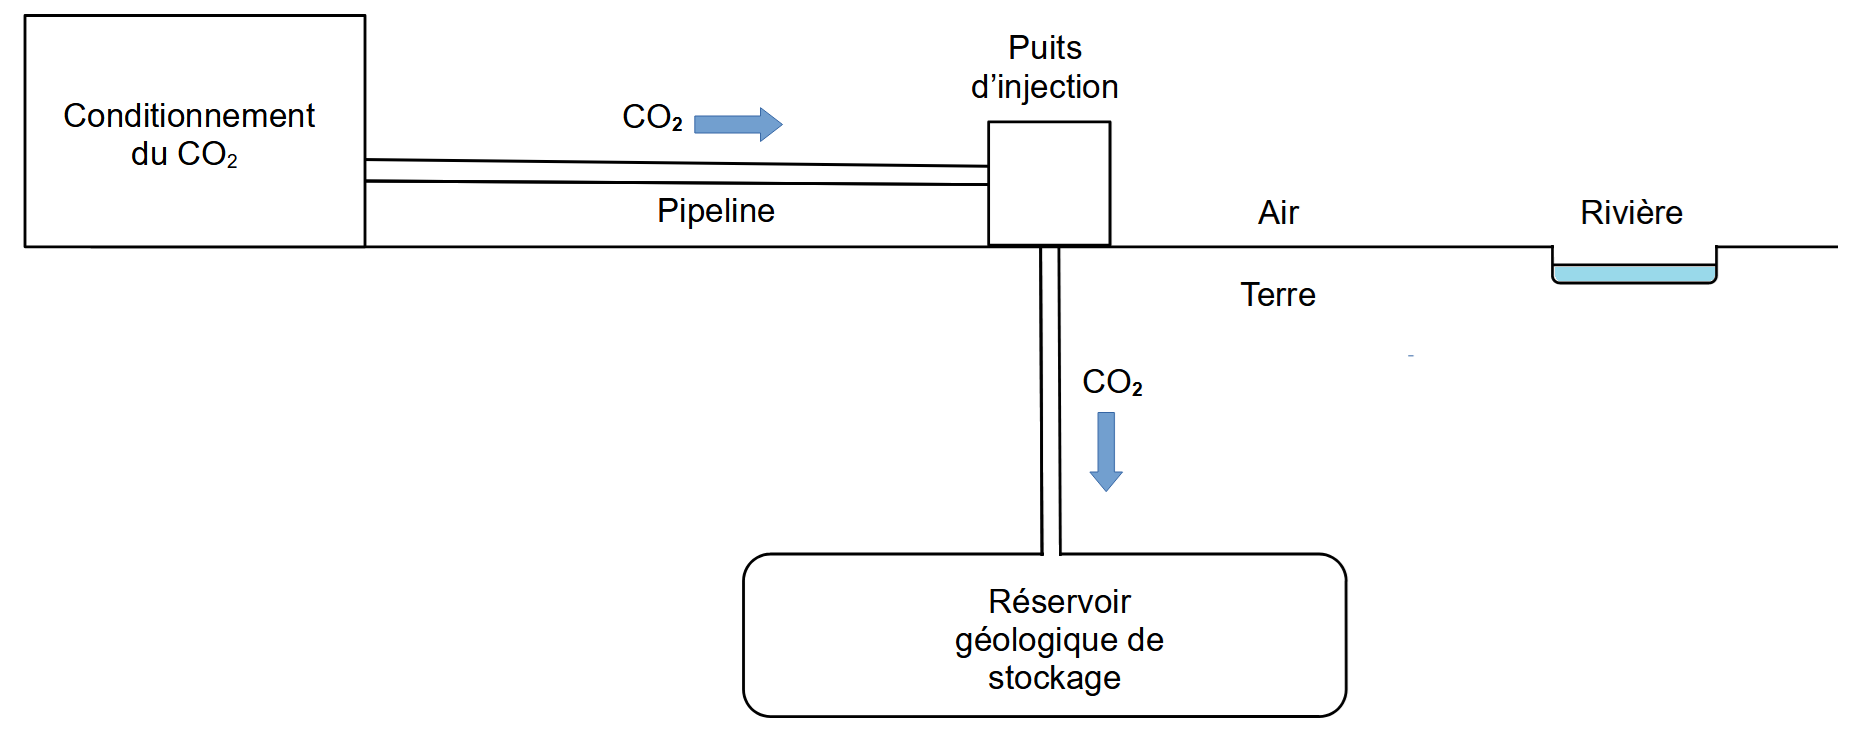 Conditionnement
du CO₂
CO₂
Pipeline
Puits
d’injection
Air
Rivière
Terre
CO₂
Réservoir
géologique de
stockage